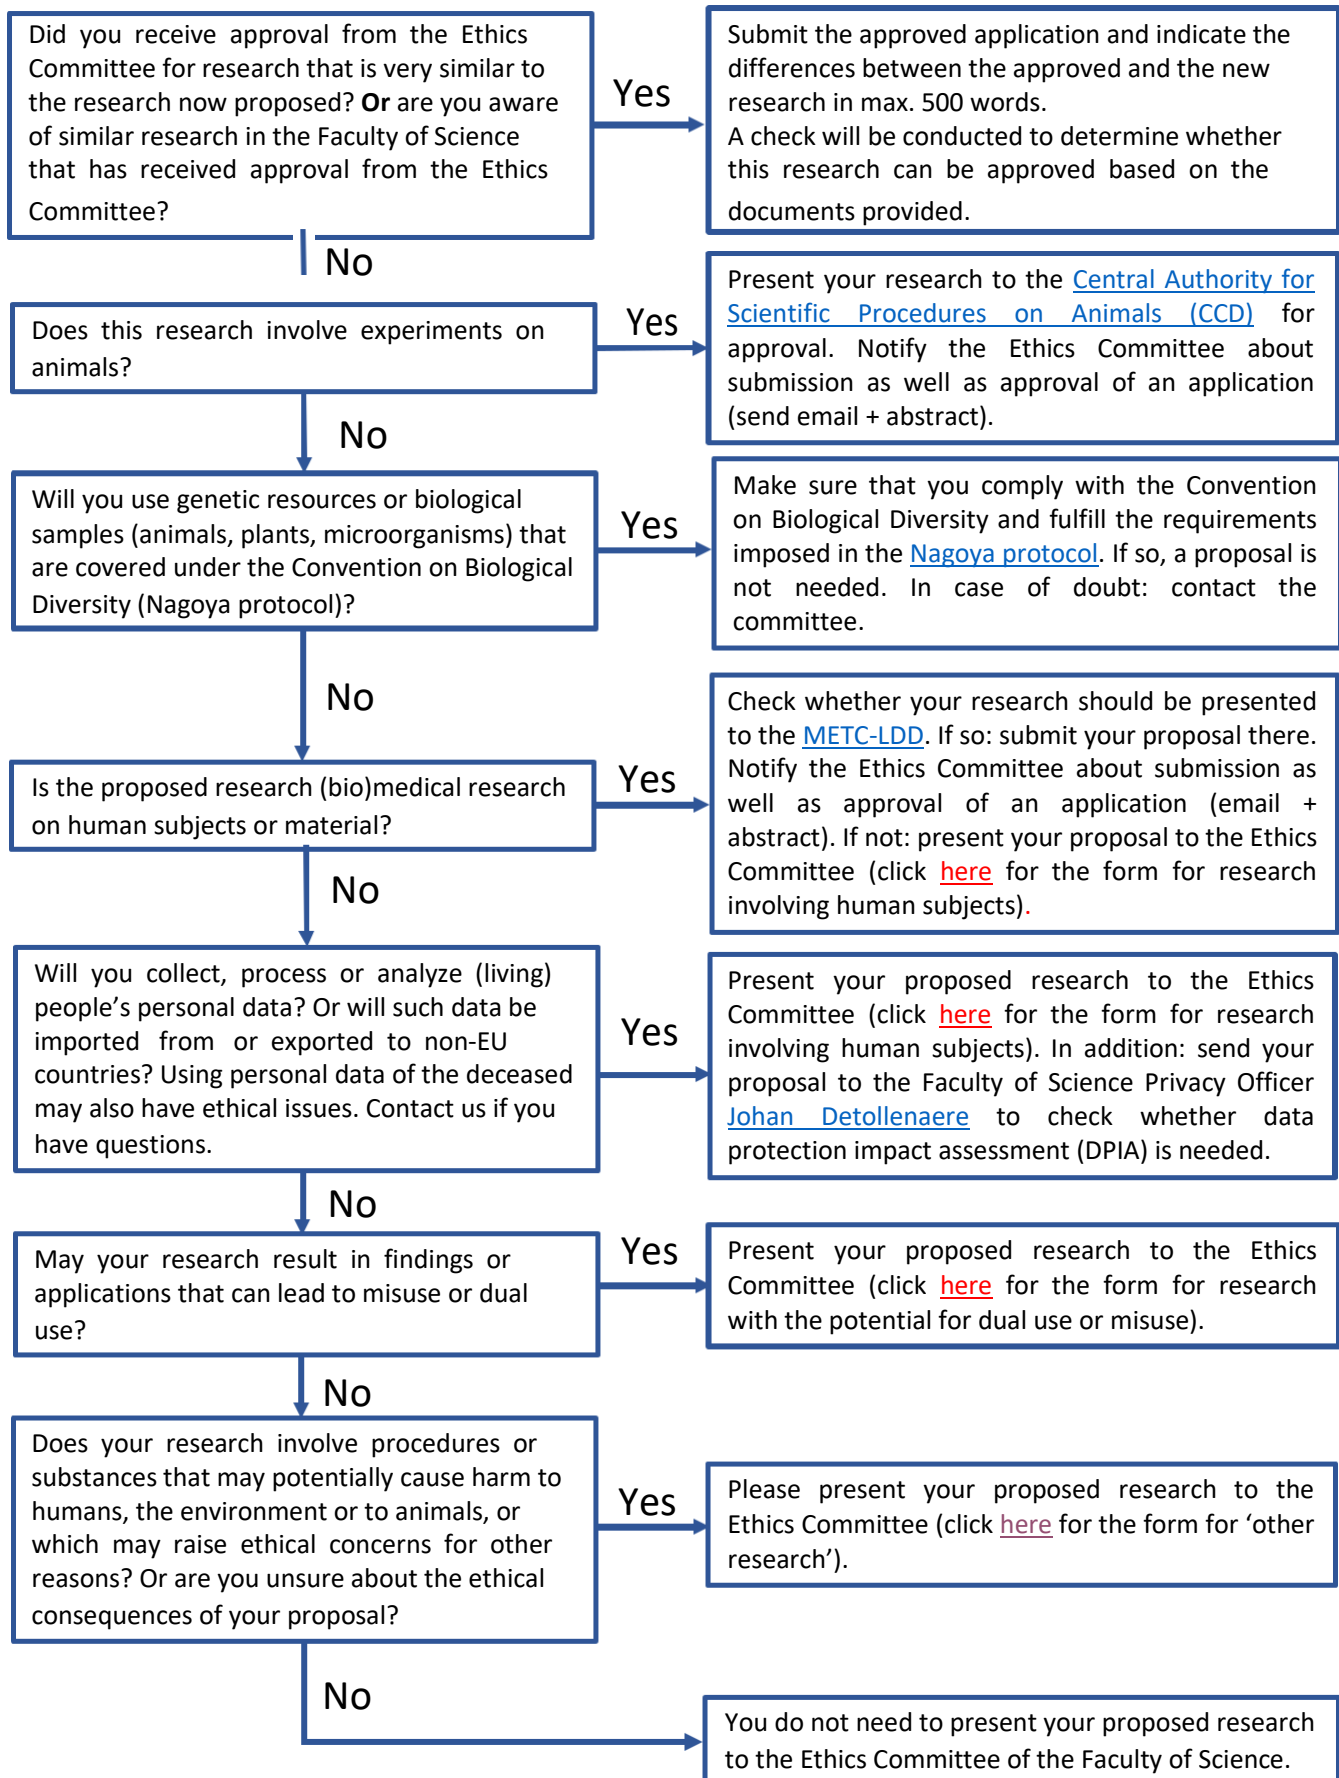 Did you receive approval from the Ethics
Committee for research that is very similar to
the research now proposed? Or are you aware
of similar research in the Faculty of Science
that has received approval from the Ethics
Committee?
Yes
Submit the approved application and indicate the
differences between the approved and the new
research in max. 500 words.
A check will be conducted to determine whether
this research can be approved based on the
documents provided.
No
Does this research involve experiments on
animals?
Yes
Present your research to the Central Authority for
Scientific Procedures on Animals (CCD) for
approval. Notify the Ethics Committee about
submission as well as approval of an application
(send email + abstract).
No
Will you use genetic resources or biological
samples (animals, plants, microorganisms) that
are covered under the Convention on Biological
Diversity (Nagoya protocol)?
Yes
Make sure that you comply with the Convention
on Biological Diversity and fulfill the requirements
imposed in the Nagoya protocol. If so, a proposal is
not needed. In case of doubt: contact the
committee.
No
Is the proposed research (bio)medical research
on human subjects or material?
Yes
Check whether your research should be presented
to the METC-LDD. If so: submit your proposal there.
Notify the Ethics Committee about submission as
well as approval of an application (email +
abstract). If not: present your proposal to the Ethics
Committee (click here for the form for research
involving human subjects).
No
Will you collect, process or analyze (living)
people's personal data? Or will such data be
imported from or exported to non-EU
countries? Using personal data of the deceased
may also have ethical issues. Contact us if you
have questions.
Yes
Present your proposed research to the Ethics
Committee (click here for the form for research
involving human subjects). In addition: send your
proposal to the Faculty of Science Privacy Officer
Johan Detollenaere to check whether data
protection impact assessment (DPIA) is needed.
No
May your research result in findings or
applications that can lead to misuse or dual
use?
Yes
Present your proposed research to the Ethics
Committee (click here for the form for research
with the potential for dual use or misuse).
No
Does your research involve procedures or
substances that may potentially cause harm to
humans, the environment or to animals, or
which may raise ethical concerns for other
reasons? Or are you unsure about the ethical
consequences of your proposal?
Yes
Please present your proposed research to the
Ethics Committee (click here for the form for 'other
research').
No
You do not need to present your proposed research
to the Ethics Committee of the Faculty of Science.